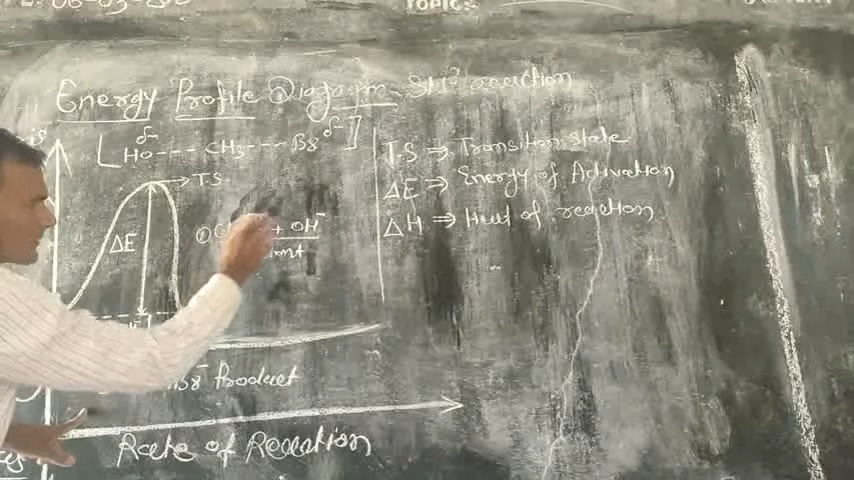 TOPICS
Energy Profile Diagram SN² reaction
[HO δ- --- CH3 --- Br δ-]
T.S
ΔE
+ OH⁻
Br⁻ Product
Rate of Reaction
T.S ⇒ Transition state
ΔE ⇒ Energy of Activation
ΔH ⇒ Heat of reaction